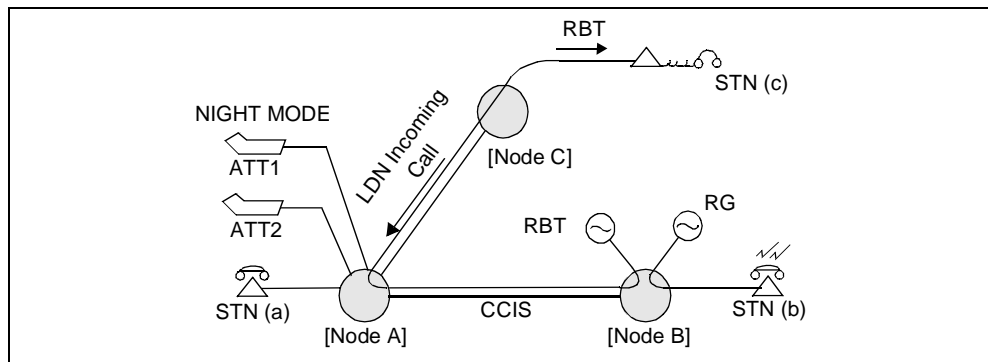 RBT
STN (c)
NIGHT MODE
LDN Incoming
Call
[Node C]
ATT1
ATT2
RBT
RG
STN (a)
CCIS
STN (b)
[Node A]
[Node B]